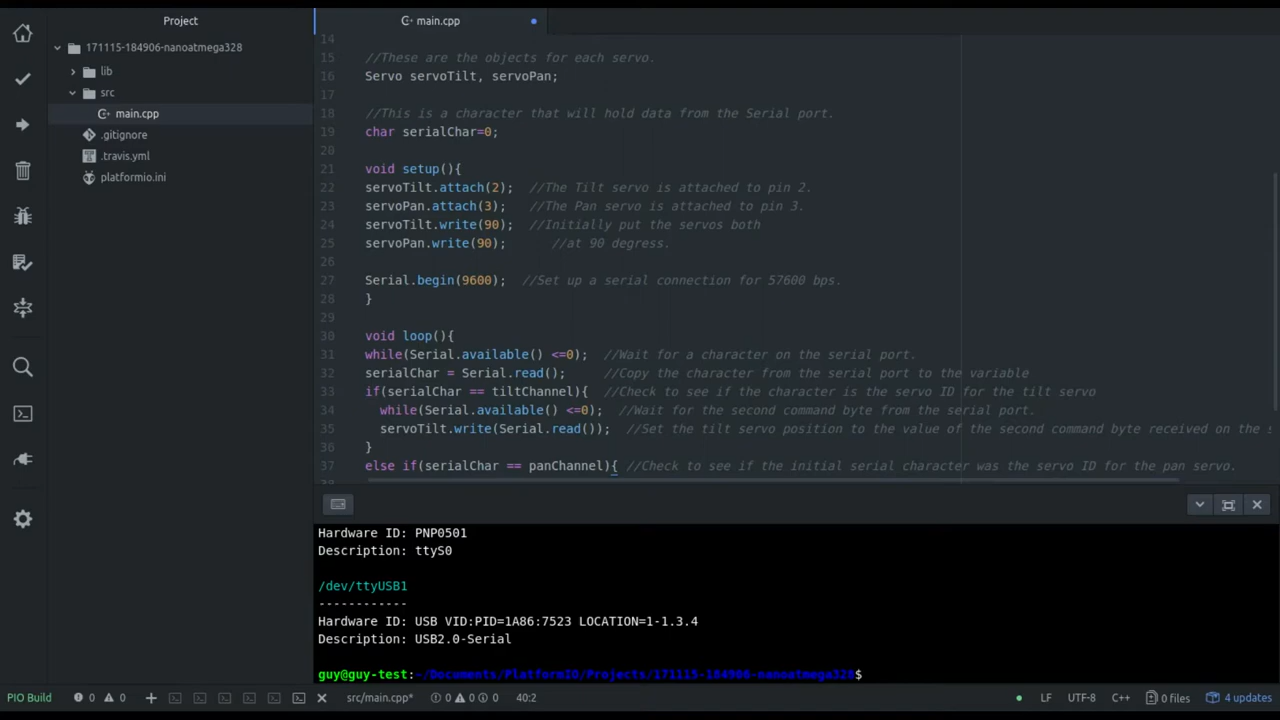 Project
main.cpp
171115-184906-nanoatmega328
lib
src
main.cpp
.gitignore
.travis.yml
platformio.ini
14
15 //These are the objects for each servo.
16 Servo servoTilt, servoPan;
17
18 //This is a character that will hold data from the Serial port.
19 char serialChar=0;
20
21 void setup(){
22 servoTilt.attach(2);  //The Tilt servo is attached to pin 2.
23 servoPan.attach(3);   //The Pan servo is attached to pin 3.
24 servoTilt.write(90);  //Initially put the servos both
25 servoPan.write(90);      //at 90 degress.
26
27 Serial.begin(9600);  //Set up a serial connection for 57600 bps.
28 }
29
30 void loop(){
31 while(Serial.available() <=0);  //Wait for a character on the serial port.
32 serialChar = Serial.read();     //Copy the character from the serial port to the variable
33 if(serialChar == tiltChannel){  //Check to see if the character is the servo ID for the tilt servo
34   while(Serial.available() <=0);  //Wait for the second command byte from the serial port.
35   servoTilt.write(Serial.read());  //Set the tilt servo position to the value of the second command byte received on the s
36 }
37 else if(serialChar == panChannel){ //Check to see if the initial serial character was the servo ID for the pan servo.
Hardware ID: PNP0501
Description: ttyS0
/dev/ttyUSB1
------------
Hardware ID: USB VID:PID=1A86:7523 LOCATION=1-1.3.4
Description: USB2.0-Serial
guy@guy-test:~/Documents/PlatformIO/Projects/171115-184906-nanoatmega328$
PIO Build 0 0 src/main.cpp* 0 0 0 40:2 LF UTF-8 C++ 0 files 4 updates